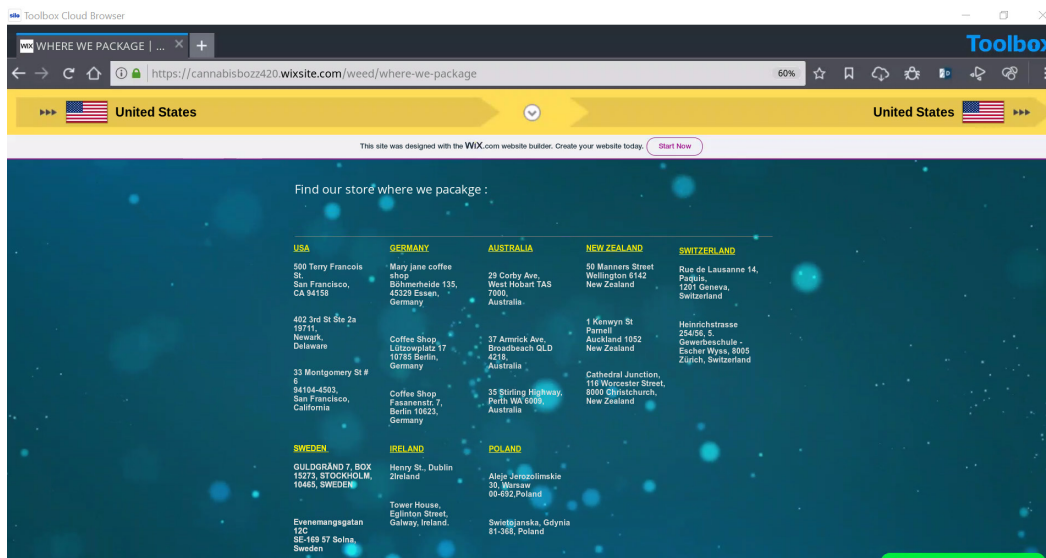 Toolbox Cloud Browser
WIX WHERE WE PACKAGE | ...
Toolbox
https://cannabisbozz420.wixsite.com/weed/where-we-package
60%
United States
United States
This site was designed with the WiX.com website builder. Create your website today.
Start Now
Find our store where we pacakge :
USA
500 Terry Francois
St.
San Francisco,
CA 94158
402 3rd St Ste 2a
19711,
Newark,
Delaware
33 Montgomery St #
6
94104-4503,
San Francisco,
California
GERMANY
Mary jane coffee
shop
Böhmerheide 135,
45329 Essen,
Germany
Coffee Shop
Lützowplatz 17
10785 Berlin,
Germany
Coffee Shop
Fasanenstr. 7,
Berlin 10623,
Germany
AUSTRALIA
29 Corby Ave,
West Hobart TAS
7000,
Australia
37 Armrick Ave,
Broadbeach QLD
4218,
Australia
35 Stirling Highway,
Perth WA 6009,
Australia
NEW ZEALAND
50 Manners Street
Wellington 6142
New Zealand
1 Kenwyn St
Parnell
Auckland 1052
New Zealand
Cathedral Junction,
116 Worcester Street,
8000 Christchurch,
New Zealand
SWITZERLAND
Rue de Lausanne 14,
Paquis,
1201 Geneva,
Switzerland
Heinrichstrasse
254/56, 5.
Gewerbeschule -
Escher Wyss, 8005
Zürich, Switzerland
SWEDEN
GULDGRÄND 7, BOX
15273, STOCKHOLM,
10465, SWEDEN
Evenemangsgatan
12C
SE-169 57 Solna,
Sweden
IRELAND
Henry St., Dublin
2Ireland
Tower House,
Eglinton Street,
Galway, Ireland.
POLAND
Aleje Jerozolimskie
30, Warsaw
00-692,Poland
Swietojanska, Gdynia
81-368, Poland